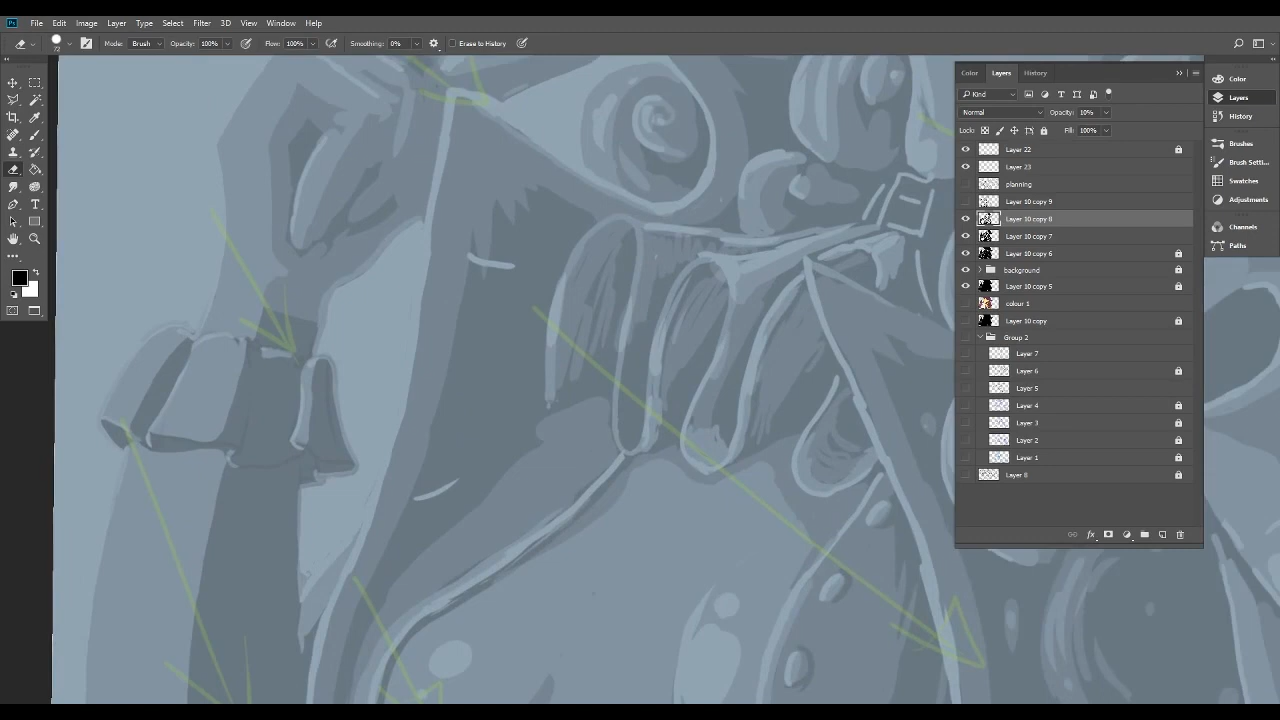 Ps File Edit Image Layer Type Select Filter 3D View Window Help
Mode: Brush Opacity: 100% Flow: 100% Smoothing: 0% Erase to History
Color Layers History
Kind
Normal Opacity: 10%
Lock: Fill: 100%
Layer 22
Layer 23
planning
Layer 10 copy 9
Layer 10 copy 8
Layer 10 copy 7
Layer 10 copy 6
background
Layer 10 copy 5
colour 1
Layer 10 copy
Group 2
Layer 7
Layer 6
Layer 5
Layer 4
Layer 3
Layer 2
Layer 1
Layer 8
fx
Color
Layers
History
Brushes
Brush Setti...
Swatches
Adjustments
Channels
Paths